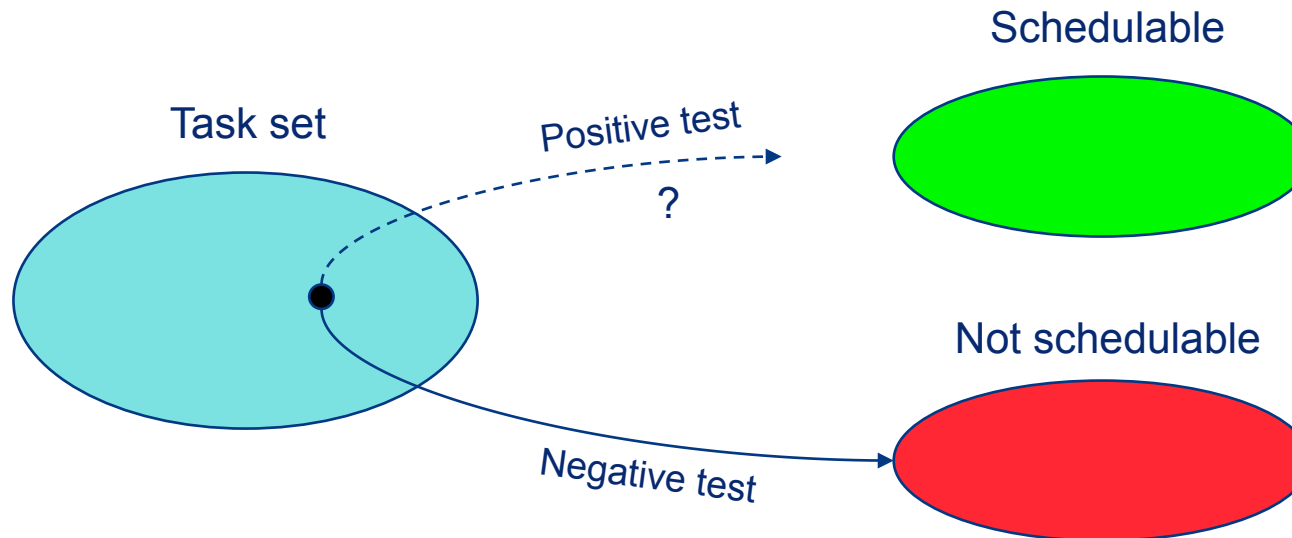 Schedulable
Task set
Positive test
?
Not schedulable
Negative test